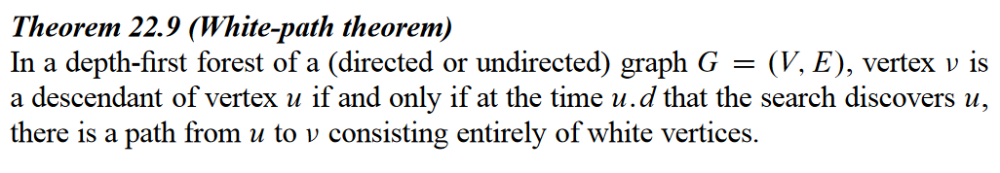 Theorem 22.9 (White-path theorem)
In a depth-first forest of a (directed or undirected) graph G = (V, E), vertex v is
a descendant of vertex u if and only if at the time u.d that the search discovers u,
there is a path from u to v consisting entirely of white vertices.